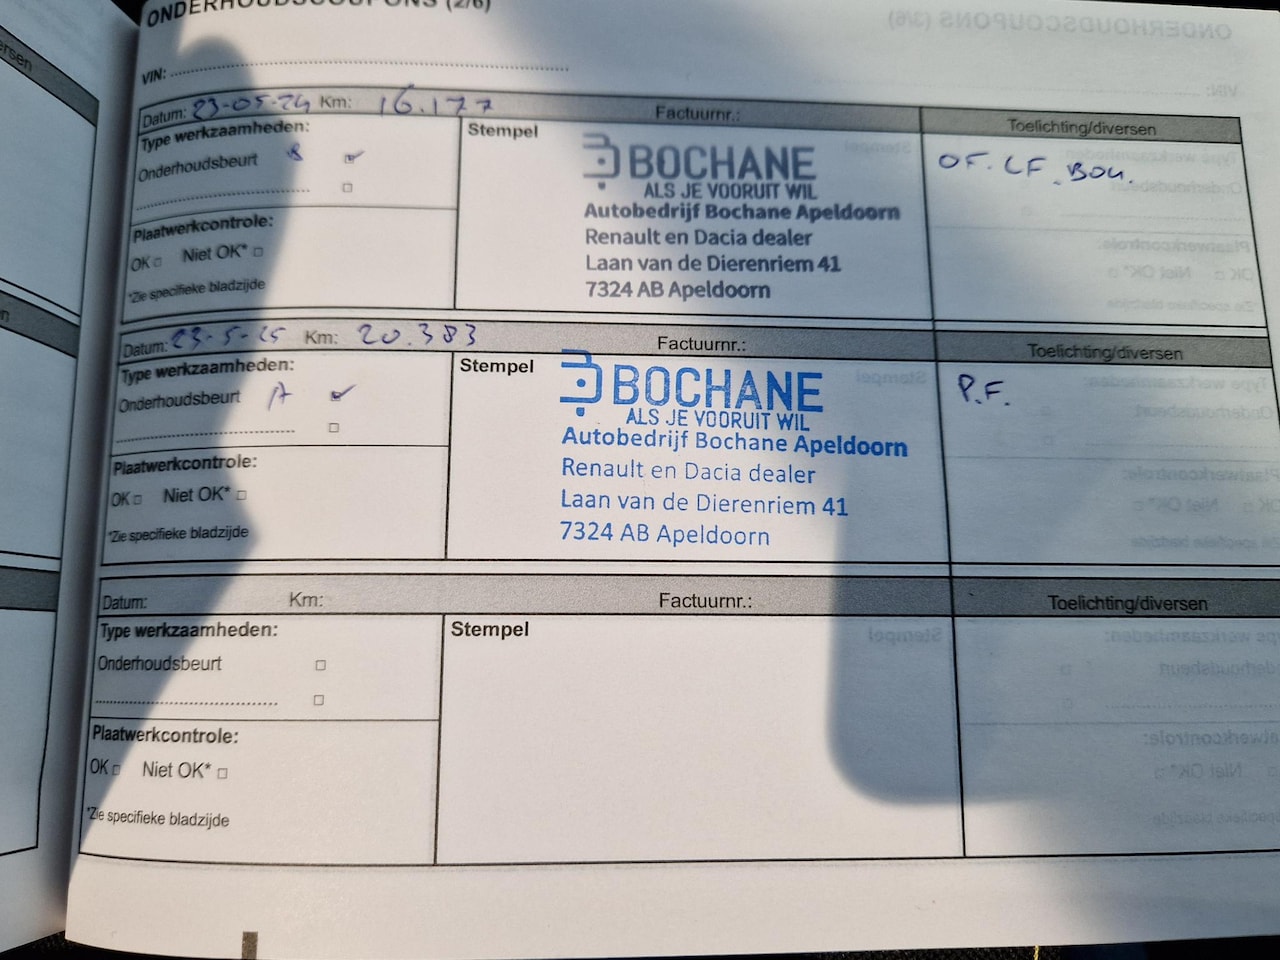 ONDERHOUDSCOUPONS (2/6)
VIN:
Datum: 23-05-24 Km: 16.177 Factuurnr.: Toelichting/diversen
Type werkzaamheden: Stempel
Onderhoudsbeurt B
OF. LF.
BOCHANE
ALS JE VOORUIT WIL
Autobedrijf Bochane Apeldoorn
Renault en Dacia dealer
Laan van de Dierenriem 41
7324 AB Apeldoorn
Plaatwerkcontrole:
OK Niet OK*
*Zie specifieke bladzijde
Datum: 23-5-25 Km: 20.383 Factuurnr.: Toelichting/diversen
Type werkzaamheden: Stempel
Onderhoudsbeurt A
P.F.
BOCHANE
ALS JE VOORUIT WIL
Autobedrijf Bochane Apeldoorn
Renault en Dacia dealer
Laan van de Dierenriem 41
7324 AB Apeldoorn
Plaatwerkcontrole:
OK Niet OK*
*Zie specifieke bladzijde
Datum: Km: Factuurnr.: Toelichting/diversen
Type werkzaamheden: Stempel
Onderhoudsbeurt
Plaatwerkcontrole:
OK Niet OK*
*Zie specifieke bladzijde